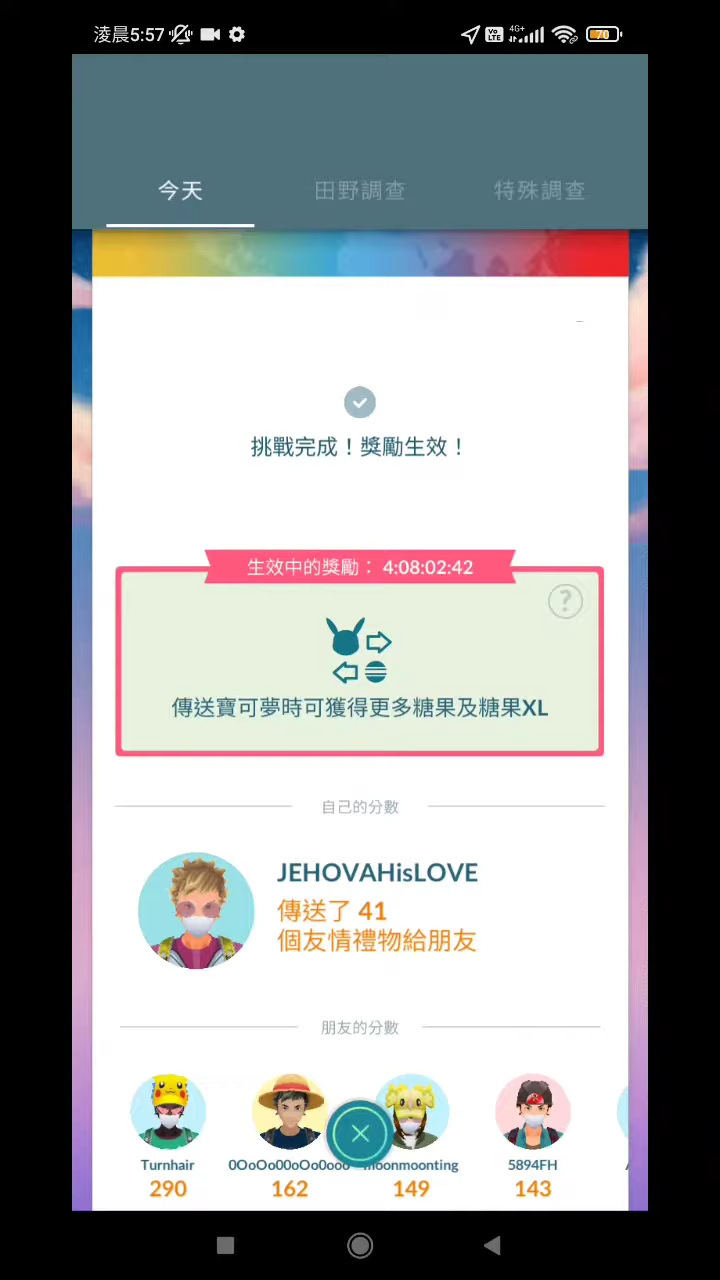 淩晨5:57
Vo LTE
4G+
70
今天
田野調查
特殊調查
挑戰完成！獎勵生效！
生效中的獎勵： 4:08:02:42
?
傳送寶可夢時可獲得更多糖果及糖果XL
自己的分數
JEHOVAHisLOVE
傳送了 41
個友情禮物給朋友
朋友的分數
Turnhair
moonmoonting
5894FH
290
162
149
143